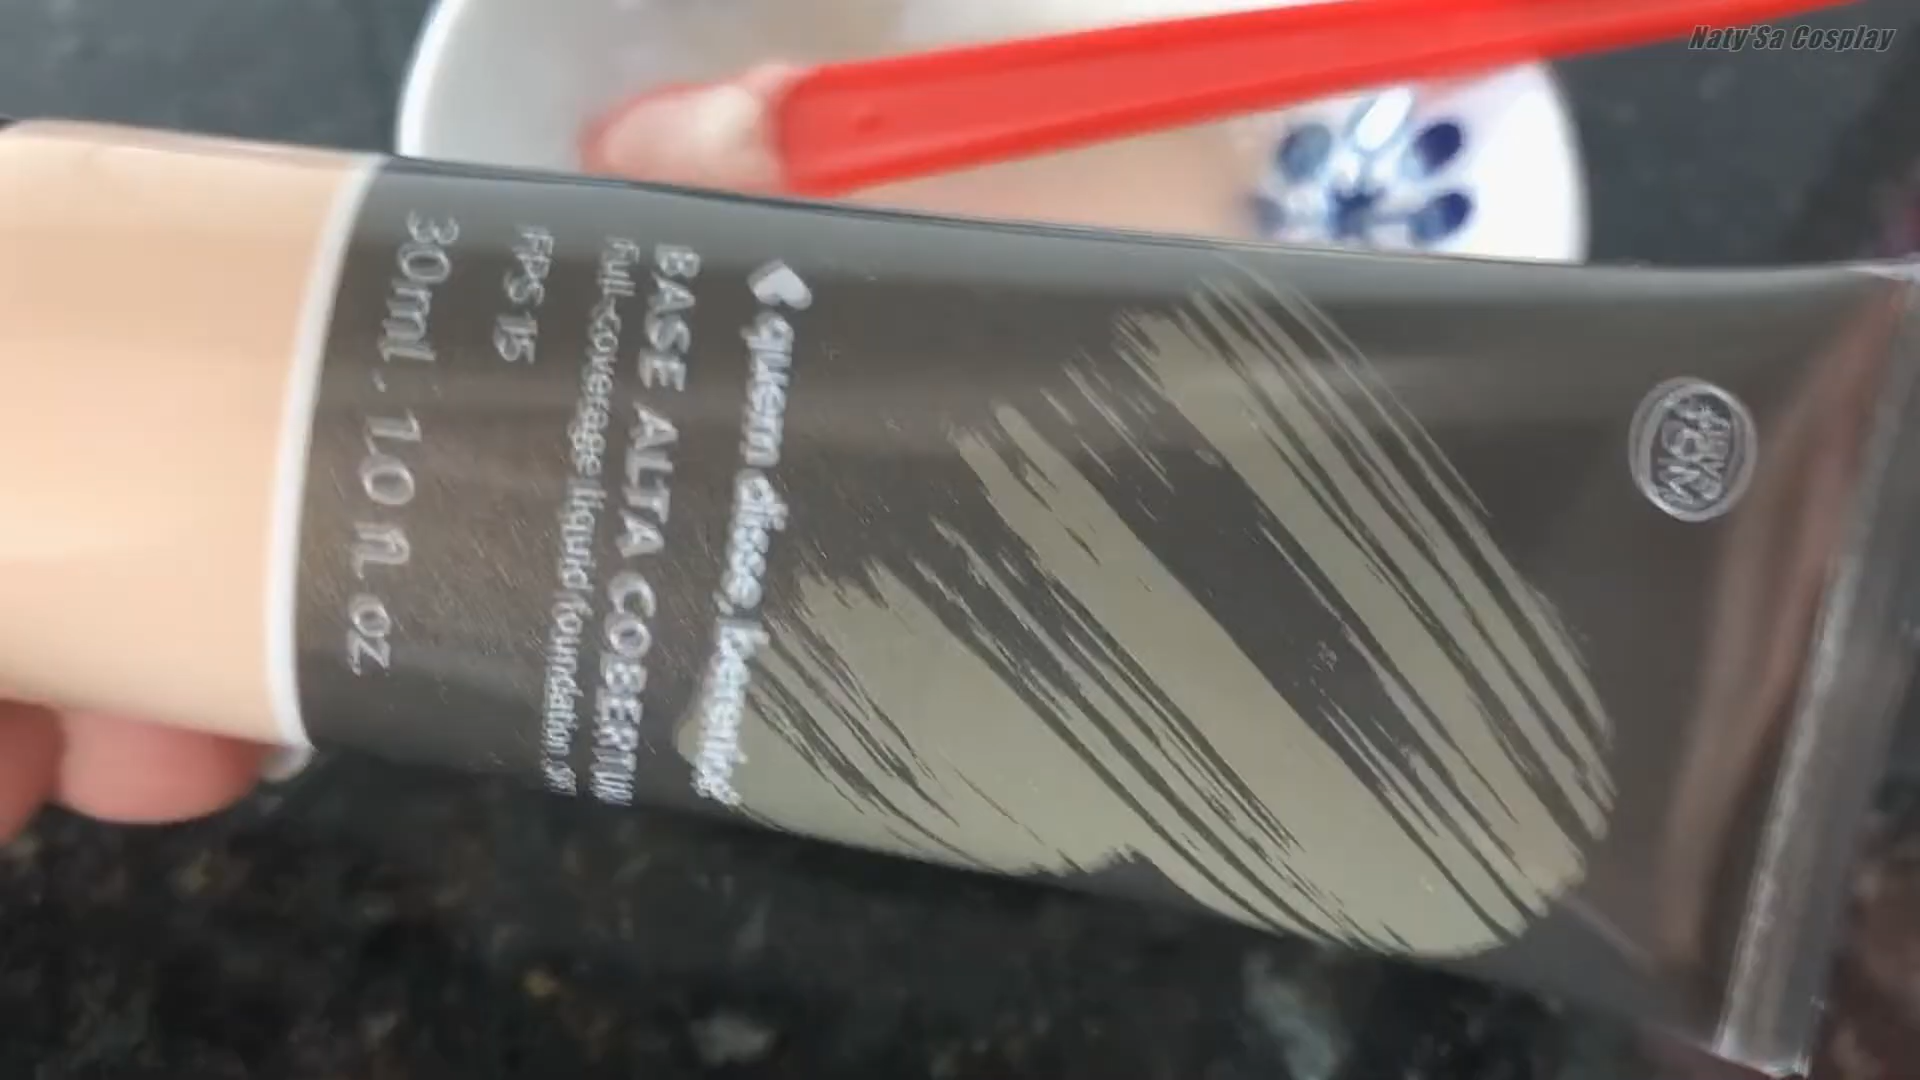 Naty'Sa Cosplay
quem disse, berenice
BASE ALTA COBERTURA
Full-coverage liquid foundation
FPS 15
30ml . 1.0 fl oz